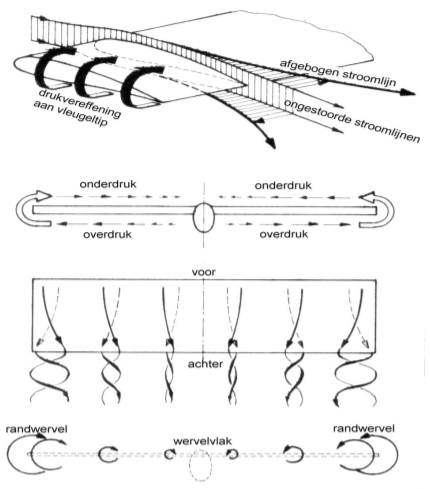 afgebogen stroomlijn
ongestoorde stroomlijnen
drukvereffening
aan vleugeltip
onderdruk onderdruk
overdruk overdruk
voor
achter
randwervel wervelvlak randwervel